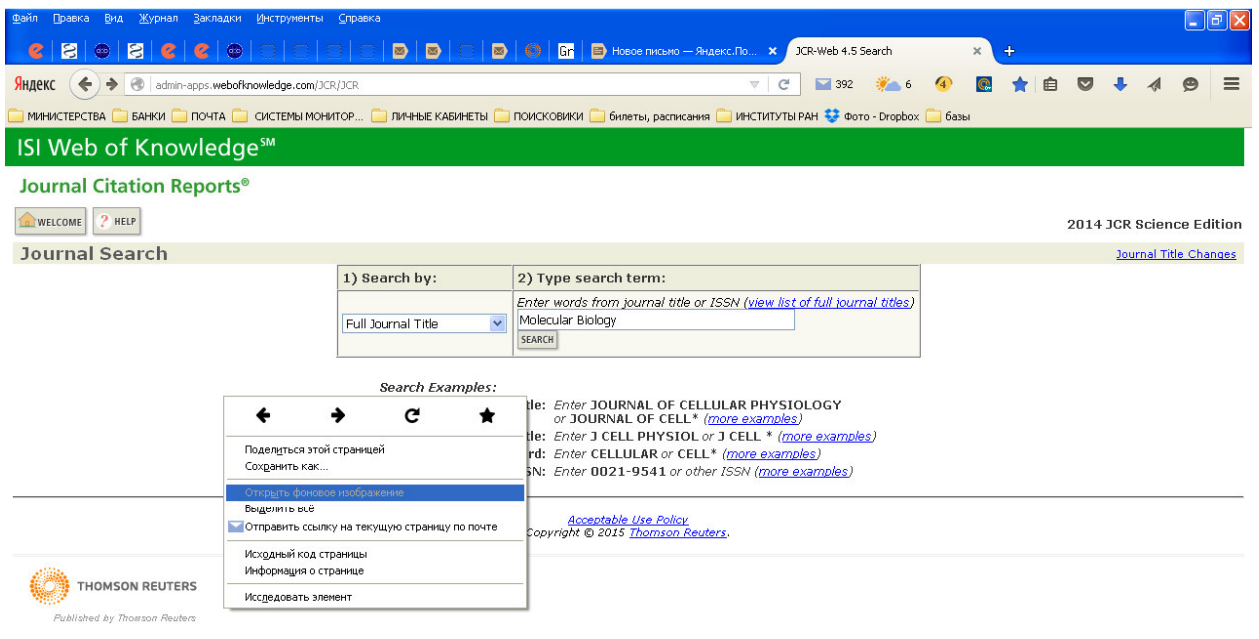 Файл Правка Вид Журнал Закладки Инструменты Справка
Gr Новое письмо — Яндекс.По... JCR-Web 4.5 Search
Яндекс admin-apps.webofknowledge.com/JCR/JCR 392 6 4
МИНИСТЕРСТВА БАНКИ ПОЧТА СИСТЕМЫ МОНИТОР... ЛИЧНЫЕ КАБИНЕТЫ ПОИСКОВИКИ билеты, расписания ИНСТИТУТЫ РАН Фото - Dropbox базы
ISI Web of Knowledge℠
Journal Citation Reports®
WELCOME ? HELP
2014 JCR Science Edition
Journal Search
Journal Title Changes
1) Search by: 2) Type search term:
Enter words from journal title or ISSN (view list of full journal titles)
Full Journal Title Molecular Biology
SEARCH
Search Examples:
tle: Enter JOURNAL OF CELLULAR PHYSIOLOGY
or JOURNAL OF CELL* (more examples)
tle: Enter J CELL PHYSIOL or J CELL * (more examples)
rd: Enter CELLULAR or CELL* (more examples)
SN: Enter 0021-9541 or other ISSN (more examples)
Поделиться этой страницей
Сохранить как...
Открыть фоновое изображение
Выделить всё
Отправить ссылку на текущую страницу по почте
Исходный код страницы
Информация о странице
Исследовать элемент
Acceptable Use Policy
Copyright © 2015 Thomson Reuters.
THOMSON REUTERS
Published by Thomson Reuters